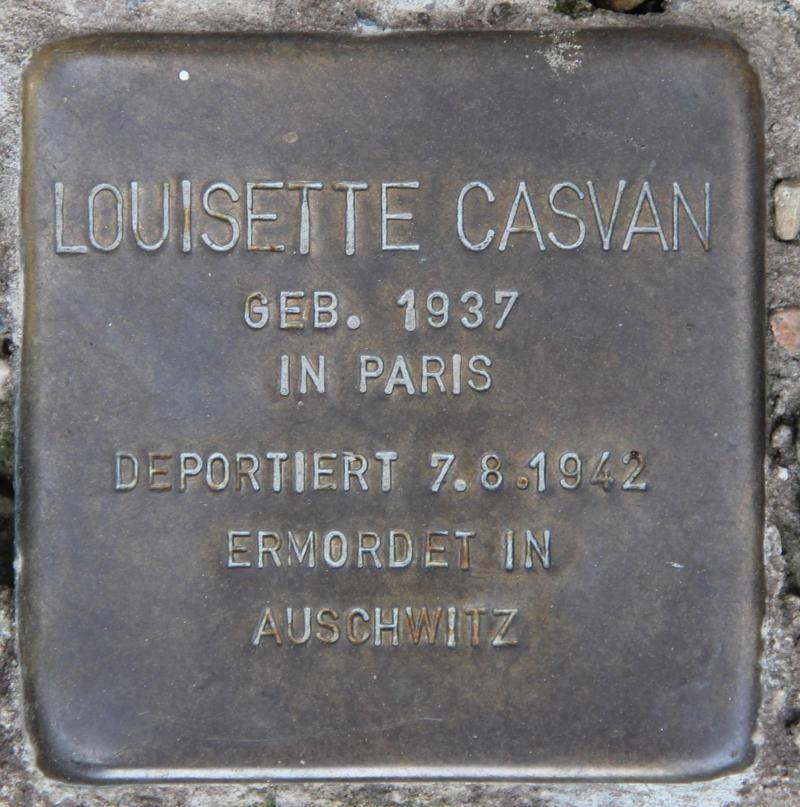 LOUISETTE CASVAN
GEB. 1937
IN PARIS
DEPORTIERT 7.8.1942
ERMORDET IN
AUSCHWITZ